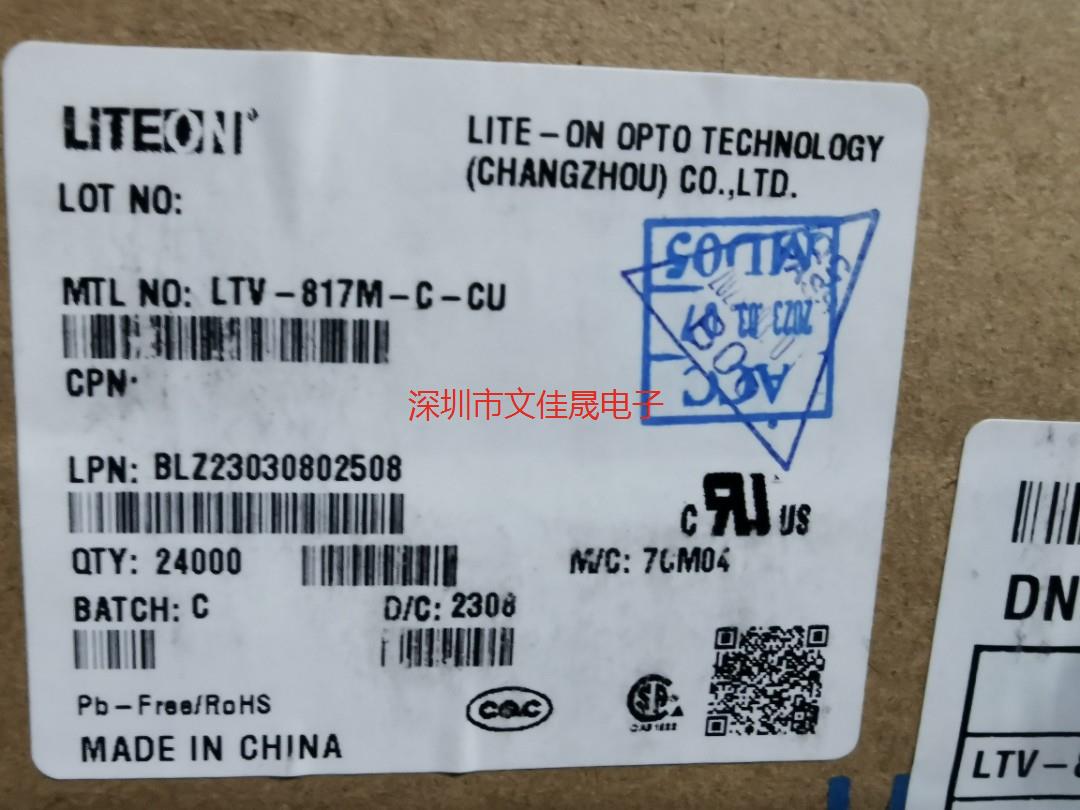 LITEON
LITE-ON OPTO TECHNOLOGY
(CHANGZHOU) CO.,LTD.
LOT NO:
MTL NO: LTV-817M-C-CU
CPN:
深圳市文佳晟电子
LPN: BLZ23030802508
QTY: 24000
C US
BATCH: C
D/C: 2308
Pb-Free/RoHS
CQC
MADE IN CHINA
ACC
DN
LTV-8